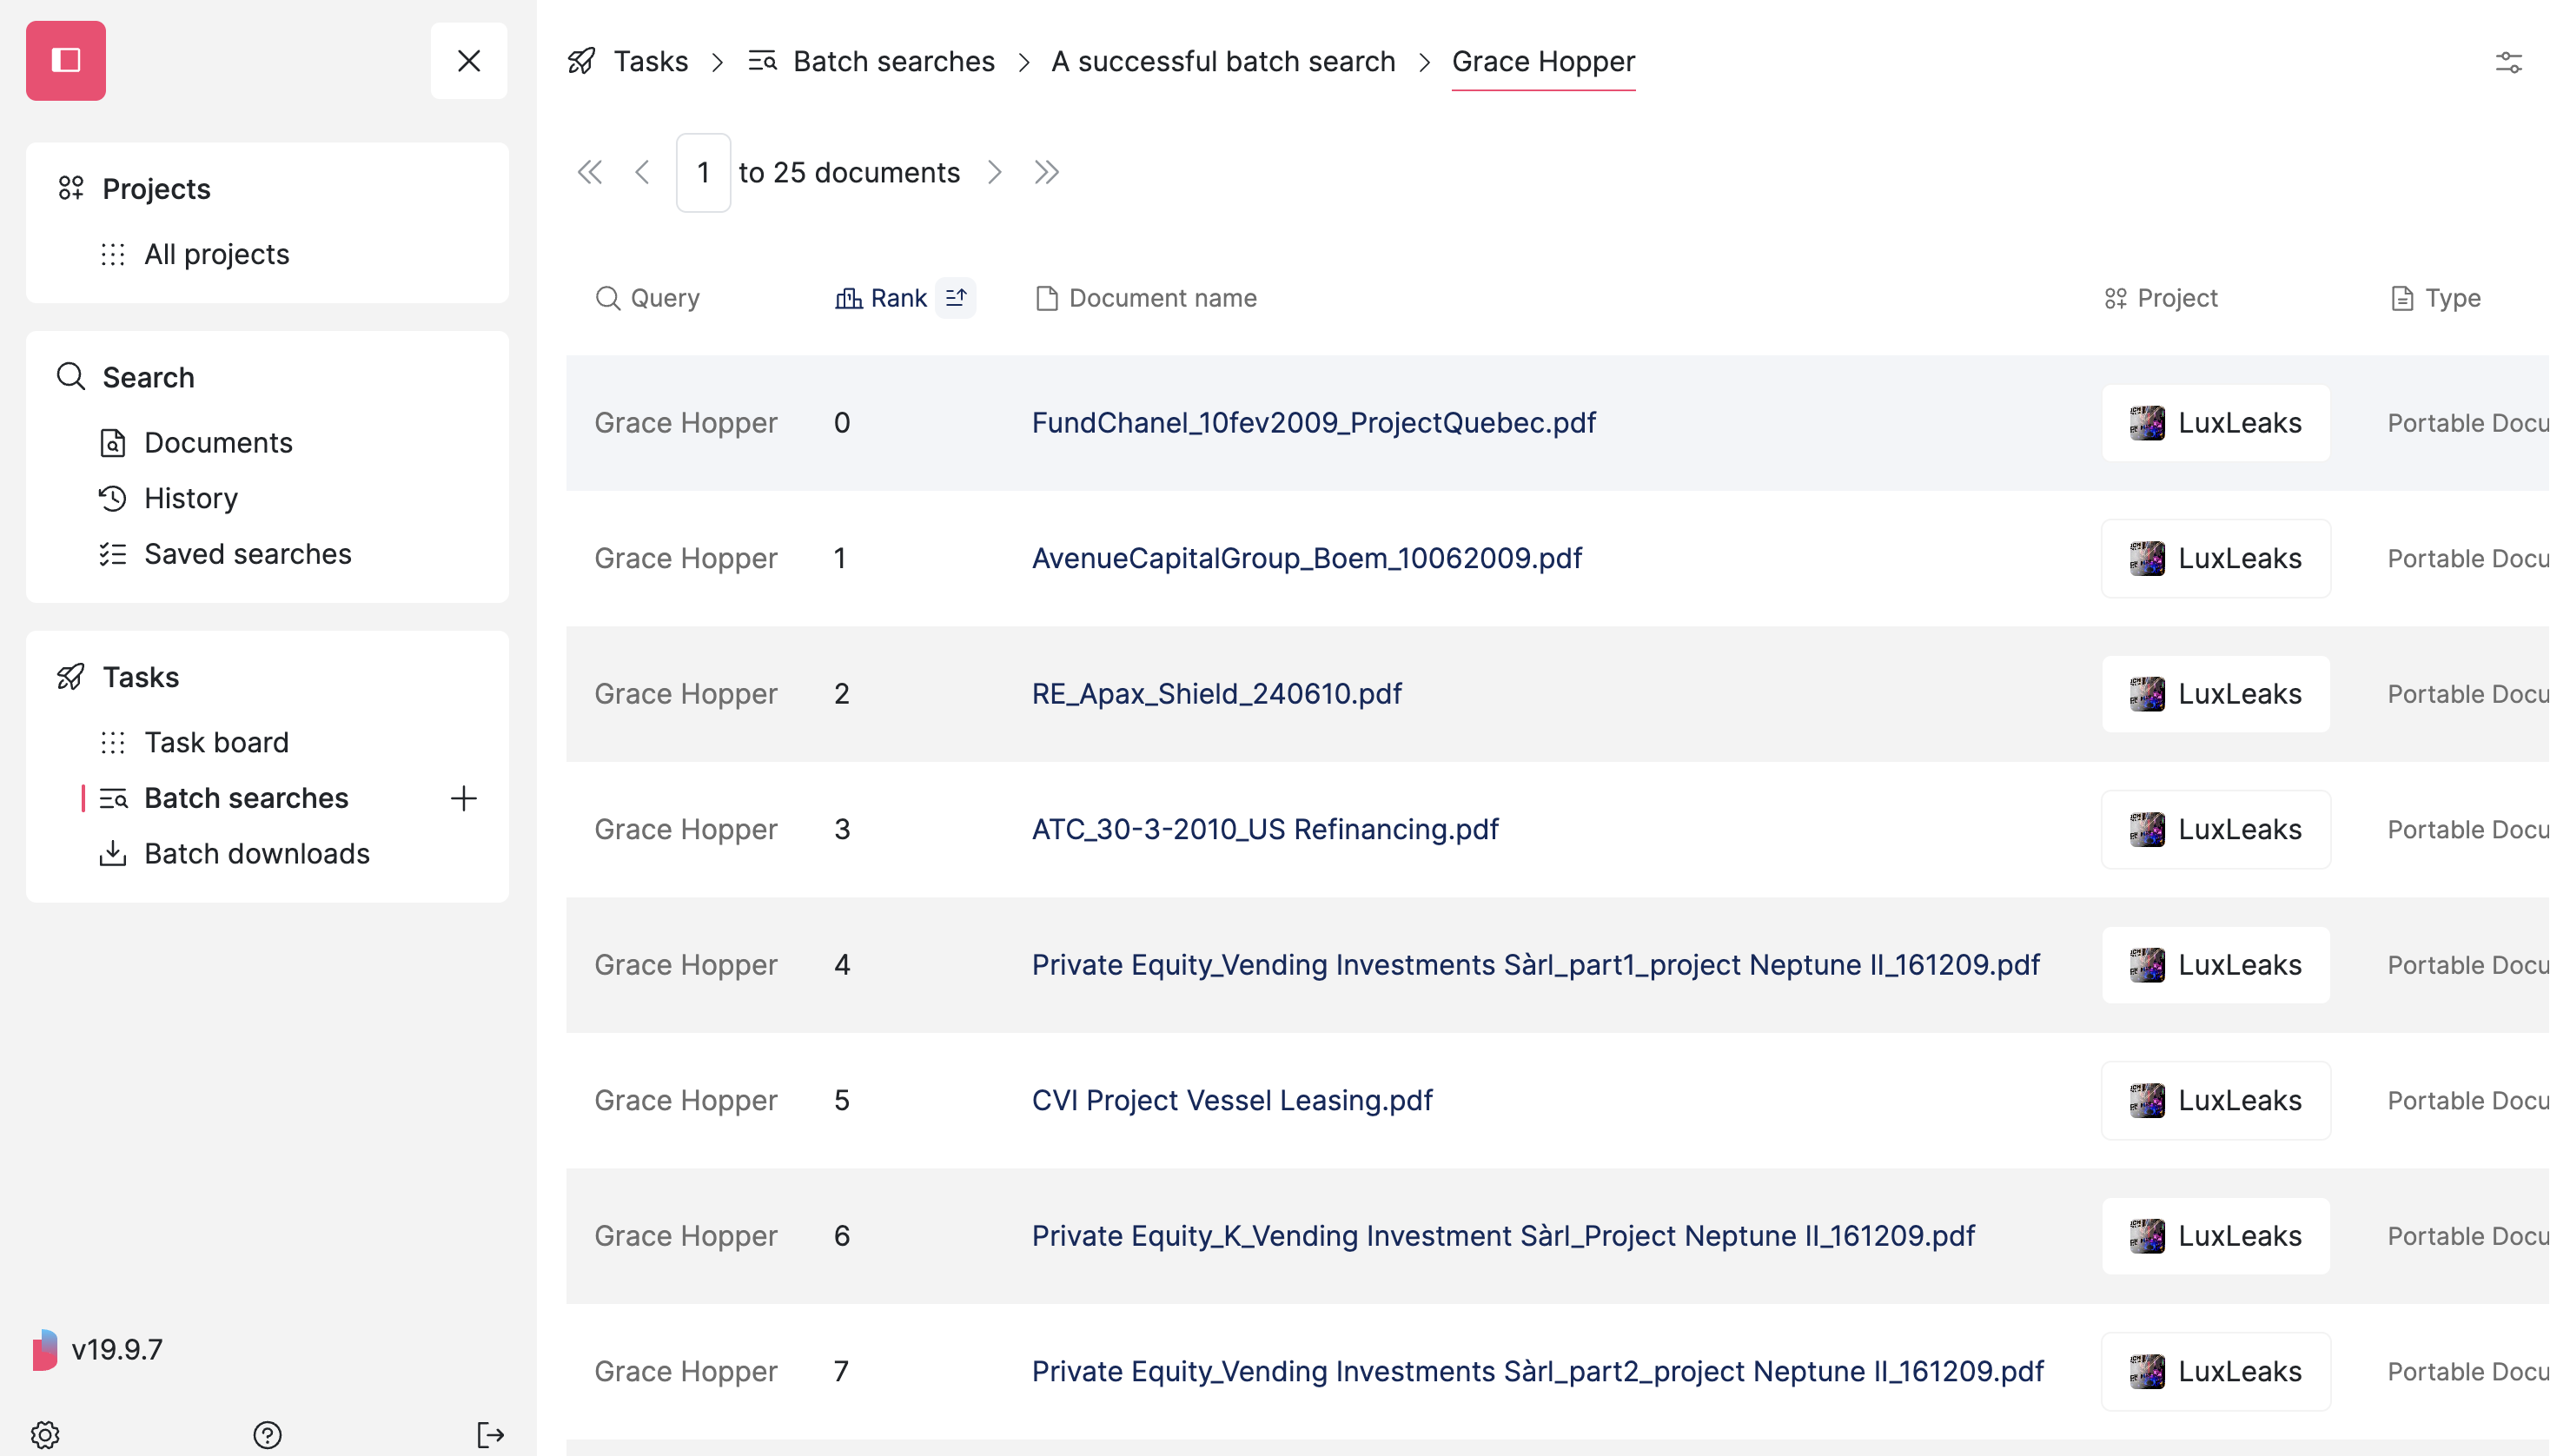 Tasks > Batch searches > A successful batch search > Grace Hopper
Projects
All projects
Search
Documents
History
Saved searches
Tasks
Task board
Batch searches
Batch downloads
v19.9.7
1 to 25 documents
Query Rank Document name Project Type
Grace Hopper 0 FundChanel_10fev2009_ProjectQuebec.pdf LuxLeaks Portable Docu
Grace Hopper 1 AvenueCapitalGroup_Boem_10062009.pdf LuxLeaks Portable Docu
Grace Hopper 2 RE_Apax_Shield_240610.pdf LuxLeaks Portable Docu
Grace Hopper 3 ATC_30-3-2010_US Refinancing.pdf LuxLeaks Portable Docu
Grace Hopper 4 Private Equity_Vending Investments Sàrl_part1_project Neptune II_161209.pdf LuxLeaks Portable Docu
Grace Hopper 5 CVI Project Vessel Leasing.pdf LuxLeaks Portable Docu
Grace Hopper 6 Private Equity_K_Vending Investment Sàrl_Project Neptune II_161209.pdf LuxLeaks Portable Docu
Grace Hopper 7 Private Equity_Vending Investments Sàrl_part2_project Neptune II_161209.pdf LuxLeaks Portable Docu